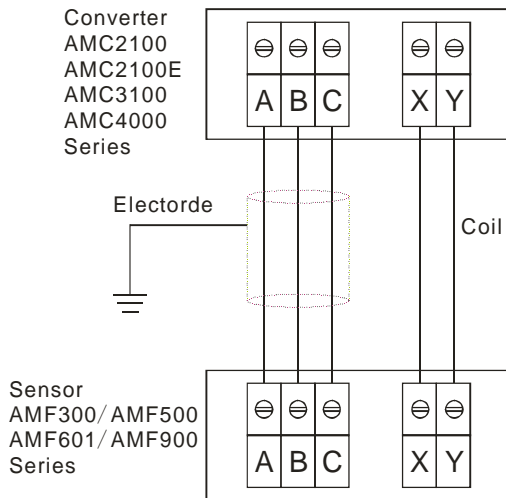 Converter
AMC2100
AMC2100E
AMC3100
AMC4000
Series
A B C X Y
Electorde
Coil
Sensor
AMF300/AMF500
AMF601/AMF900
Series
A B C X Y